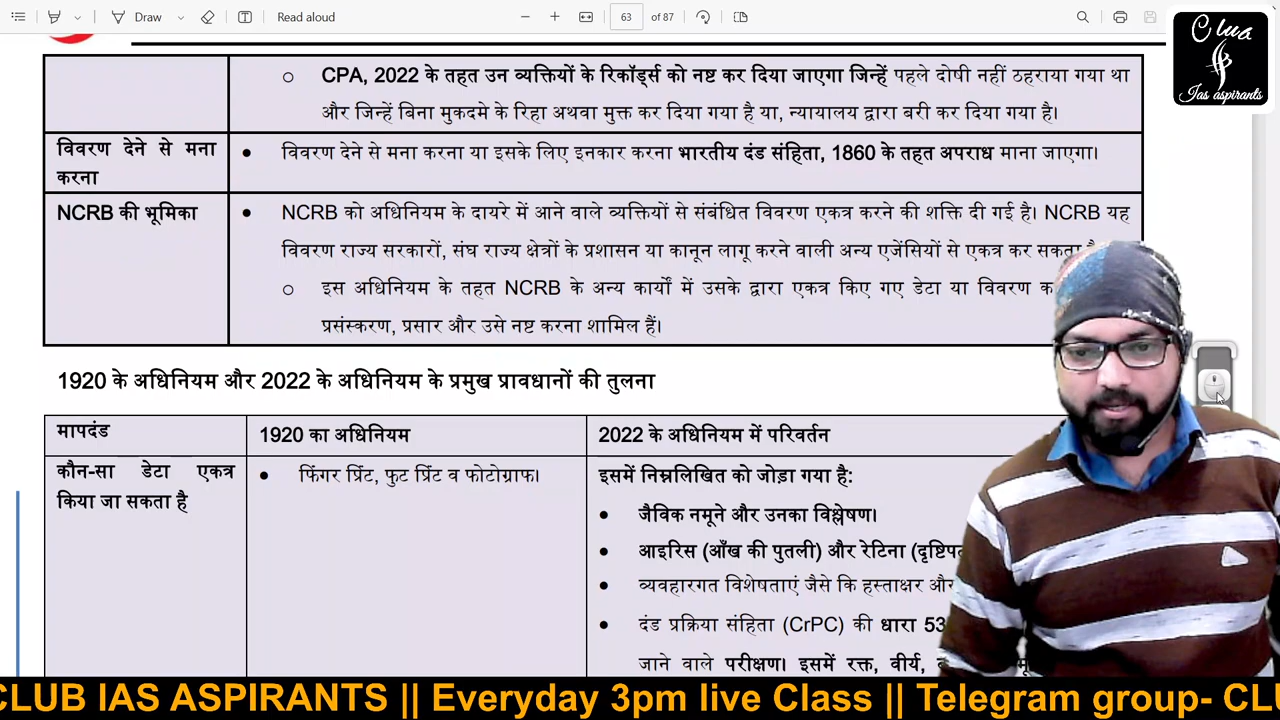 Draw
Read aloud
63 of 87
Clua
Ias aspirants
CPA, 2022 के तहत उन व्यक्तियों के रिकॉर्ड्स को नष्ट कर दिया जाएगा जिन्हें पहले दोषी नहीं ठहराया गया था
और जिन्हें बिना मुकदमे के रिहा अथवा मुक्त कर दिया गया है या, न्यायालय द्वारा बरी कर दिया गया है।
विवरण देने से मना
करना
विवरण देने से मना करना या इसके लिए इनकार करना भारतीय दंड संहिता, 1860 के तहत अपराध माना जाएगा।
NCRB की भूमिका
NCRB को अधिनियम के दायरे में आने वाले व्यक्तियों से संबंधित विवरण एकत्र करने की शक्ति दी गई है। NCRB यह
विवरण राज्य सरकारों, संघ राज्य क्षेत्रों के प्रशासन या कानून लागू करने वाली अन्य एजेंसियों से एकत्र कर सकता
इस अधिनियम के तहत NCRB के अन्य कार्यों में उसके द्वारा एकत्र किए गए डेटा या विवरण
प्रसंस्करण, प्रसार और उसे नष्ट करना शामिल हैं।
1920 के अधिनियम और 2022 के अधिनियम के प्रमुख प्रावधानों की तुलना
मापदंड
1920 का अधिनियम
2022 के अधिनियम में परिवर्तन
कौन-सा डेटा एकत्र
किया जा सकता है
फिंगर प्रिंट, फुट प्रिंट व फोटोग्राफ।
इसमें निम्नलिखित को जोड़ा गया है:
जैविक नमूने और उनका विश्लेषण।
आइरिस (आँख की पुतली) और रेटिना
व्यवहारगत विशेषताएं जैसे कि हस्ताक्षर और
दंड प्रक्रिया संहिता (CrPC) की धारा 53
जाने वाले परीक्षण। इसमें रक्त, वीर्य,
CLUB IAS ASPIRANTS || Everyday 3pm live Class || Telegram group-